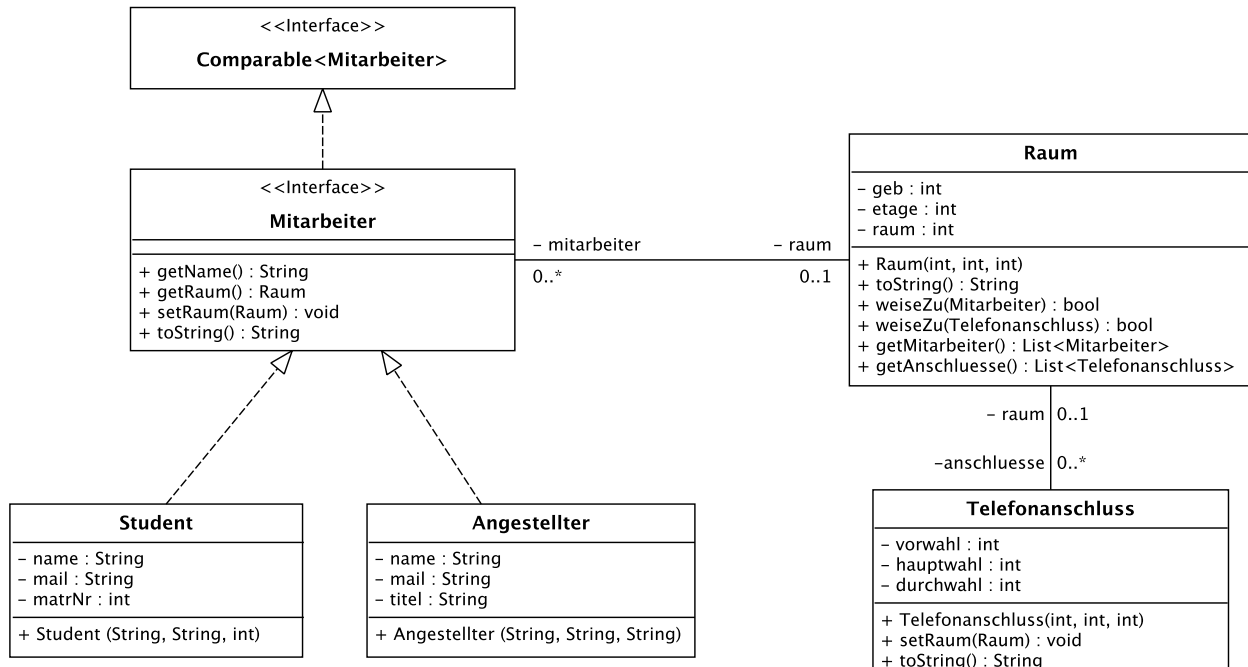 <<Interface>>
Comparable<Mitarbeiter>
<<Interface>>
Mitarbeiter
+ getName() : String
+ getRaum() : Raum
+ setRaum(Raum) : void
+ toString() : String
– mitarbeiter
0..*
– raum
0..1
Raum
– geb : int
– etage : int
– raum : int
+ Raum(int, int, int)
+ toString() : String
+ weiseZu(Mitarbeiter) : bool
+ weiseZu(Telefonanschluss) : bool
+ getMitarbeiter() : List<Mitarbeiter>
+ getAnschluesse() : List<Telefonanschluss>
– raum
0..1
–anschluesse
0..*
Student
– name : String
– mail : String
– matrNr : int
+ Student (String, String, int)
Angestellter
– name : String
– mail : String
– titel : String
+ Angestellter (String, String, String)
Telefonanschluss
– vorwahl : int
– hauptwahl : int
– durchwahl : int
+ Telefonanschluss(int, int, int)
+ setRaum(Raum) : void
+ toString() : String